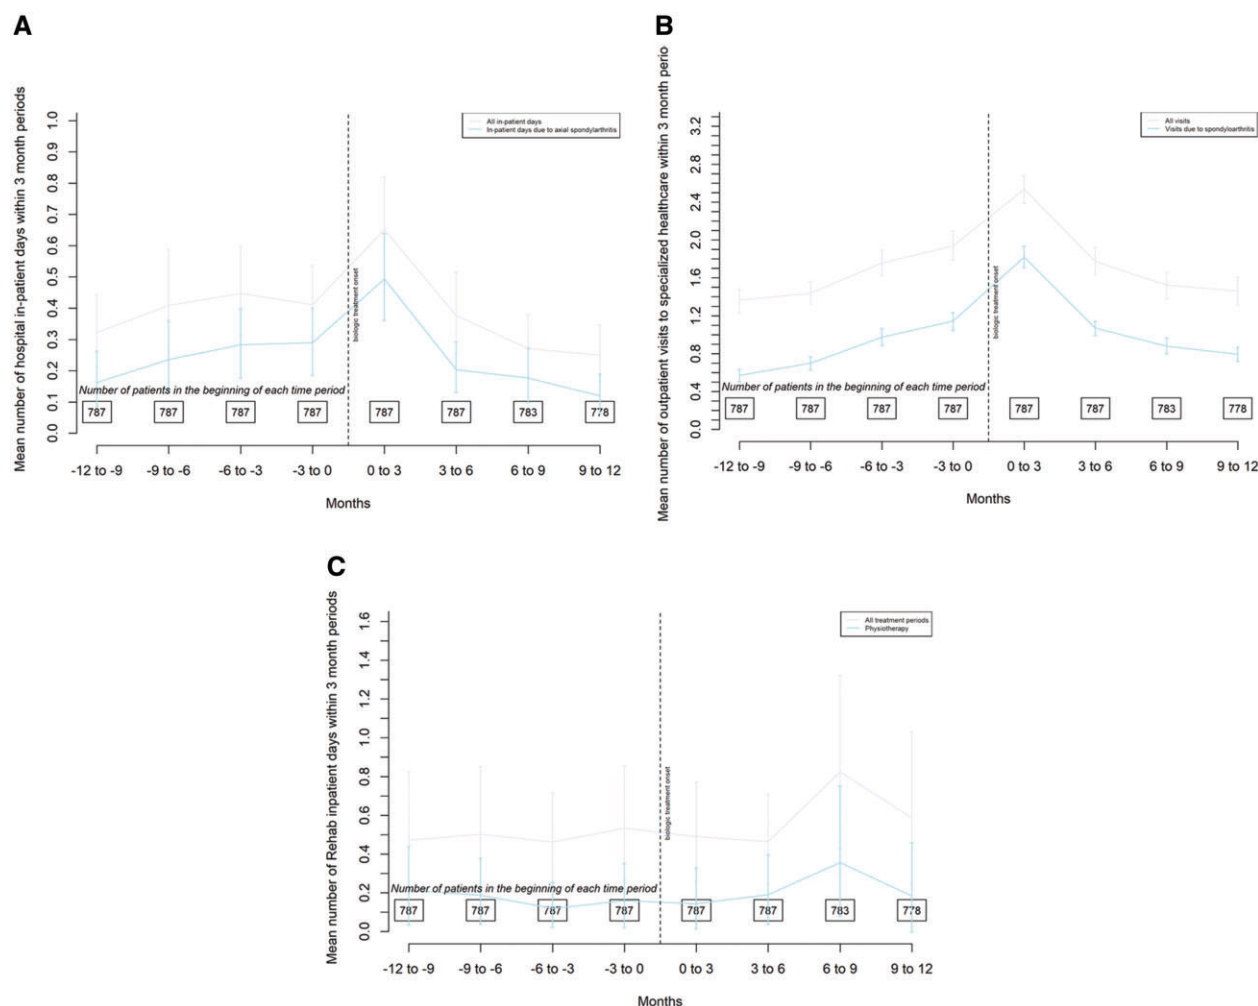 A
Mean number of hospital in-patient days within 3 month periods
1.0
0.9
0.8
0.7
0.6
0.5
0.4
0.3
0.2
0.1
0.0
All in-patient days
In-patient days due to axial spondylarthritis
biologic treatment onset
Number of patients in the beginning of each time period
787 787 787 787 787 787 783 778
-12 to -9 -9 to -6 -6 to -3 -3 to 0 0 to 3 3 to 6 6 to 9 9 to 12
Months
B
Mean number of outpatient visits to specialized healthcare within 3 month perio
3.2
2.8
2.4
2.0
1.6
1.2
0.8
0.4
0.0
All visits
Visits due to spondyloarthritis
biologic treatment onset
Number of patients in the beginning of each time period
787 787 787 787 787 787 783 778
-12 to -9 -9 to -6 -6 to -3 -3 to 0 0 to 3 3 to 6 6 to 9 9 to 12
Months
C
Mean number of Rehab inpatient days within 3 month periods
1.6
1.4
1.2
1.0
0.8
0.6
0.4
0.2
0.0
All treatment periods
Physiotherapy
biologic treatment onset
Number of patients in the beginning of each time period
787 787 787 787 787 787 783 778
-12 to -9 -9 to -6 -6 to -3 -3 to 0 0 to 3 3 to 6 6 to 9 9 to 12
Months